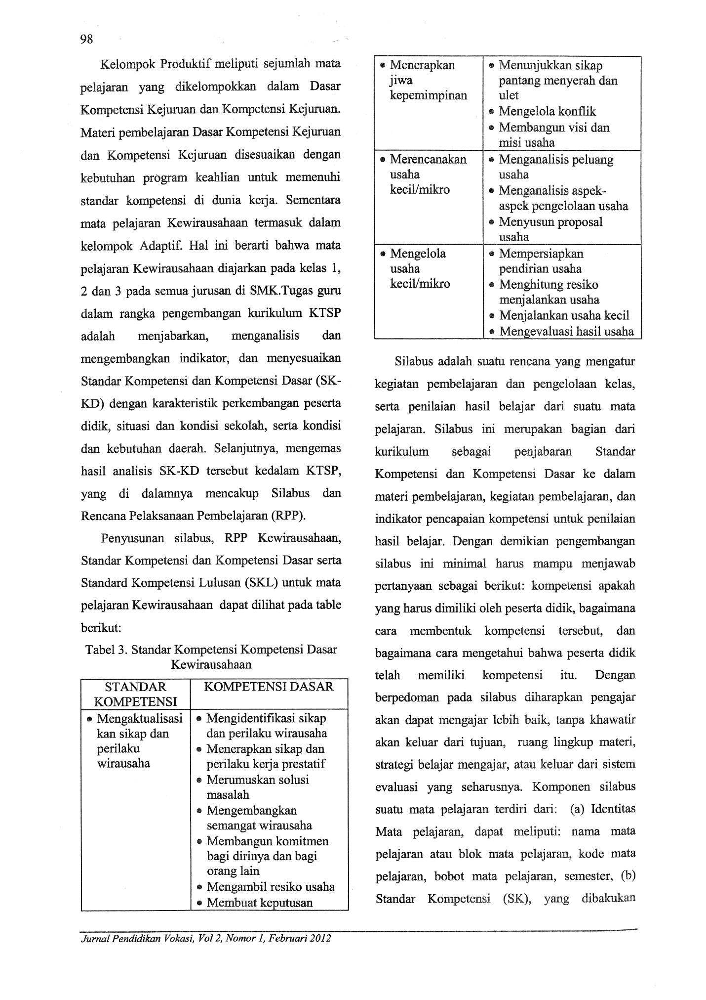 98
Kelompok Produktif meliputi sejumlah mata
pelajaran yang dikelompokkan dalam Dasar
Kompetensi Kejuruan dan Kompetensi Kejuruan.
Materi pembelajaran Dasar Kompetensi Kejuruan
dan Kompetensi Kejuruan disesuaikan dengan
kebutuhan program keahlian untuk memenuhi
standar kompetensi di dunia kerja. Sementara
mata pelajaran Kewirausahaan termasuk dalam
kelompok Adaptif. Hal ini berarti bahwa mata
pelajaran Kewirausahaan diajarkan pada kelas 1,
2 dan 3 pada semua jurusan di SMK.Tugas guru
dalam rangka pengembangan kurikulum KTSP
adalah menjabarkan, menganalisis dan
mengembangkan indikator, dan menyesuaikan
Standar Kompetensi dan Kompetensi Dasar (SK-
KD) dengan karakteristik perkembangan peserta
didik, situasi dan kondisi sekolah, serta kondisi
dan kebutuhan daerah. Selanjutnya, mengemas
hasil analisis SK-KD tersebut kedalam KTSP,
yang di dalamnya mencakup Silabus dan
Rencana Pelaksanaan Pembelajaran (RPP).
Penyusunan silabus, RPP Kewirausahaan,
Standar Kompetensi dan Kompetensi Dasar serta
Standard Kompetensi Lulusan (SKL) untuk mata
pelajaran Kewirausahaan dapat dilihat pada table
berikut:
Tabel 3. Standar Kompetensi Kompetensi Dasar
Kewirausahaan
STANDAR
KOMPETENSI
KOMPETENSI DASAR
• Mengaktualisasi
kan sikap dan
perilaku
wirausaha
• Mengidentifikasi sikap
dan perilaku wirausaha
• Menerapkan sikap dan
perilaku kerja prestatif
• Merumuskan solusi
masalah
• Mengembangkan
semangat wirausaha
• Membangun komitmen
bagi dirinya dan bagi
orang lain
• Mengambil resiko usaha
• Membuat keputusan
• Menerapkan
jiwa
kepemimpinan
• Menunjukkan sikap
pantang menyerah dan
ulet
• Mengelola konflik
• Membangun visi dan
misi usaha
• Merencanakan
usaha
kecil/mikro
• Menganalisis peluang
usaha
• Menganalisis aspek-
aspek pengelolaan usaha
• Menyusun proposal
usaha
• Mengelola
usaha
kecil/mikro
• Mempersiapkan
pendirian usaha
• Menghitung resiko
menjalankan usaha
• Menjalankan usaha kecil
• Mengevaluasi hasil usaha
Silabus adalah suatu rencana yang mengatur
kegiatan pembelajaran dan pengelolaan kelas,
serta penilaian hasil belajar dari suatu mata
pelajaran. Silabus ini merupakan bagian dari
kurikulum sebagai penjabaran Standar
Kompetensi dan Kompetensi Dasar ke dalam
materi pembelajaran, kegiatan pembelajaran, dan
indikator pencapaian kompetensi untuk penilaian
hasil belajar. Dengan demikian pengembangan
silabus ini minimal harus mampu menjawab
pertanyaan sebagai berikut: kompetensi apakah
yang harus dimiliki oleh peserta didik, bagaimana
cara membentuk kompetensi tersebut, dan
bagaimana cara mengetahui bahwa peserta didik
telah memiliki kompetensi itu. Dengan
berpedoman pada silabus diharapkan pengajar
akan dapat mengajar lebih baik, tanpa khawatir
akan keluar dari tujuan, ruang lingkup materi,
strategi belajar mengajar, atau keluar dari sistem
evaluasi yang seharusnya. Komponen silabus
suatu mata pelajaran terdiri dari: (a) Identitas
Mata pelajaran, dapat meliputi: nama mata
pelajaran atau blok mata pelajaran, kode mata
pelajaran, bobot mata pelajaran, semester, (b)
Standar Kompetensi (SK), yang dibakukan
Jurnal Pendidikan Vokasi, Vol 2, Nomor 1, Februari 2012